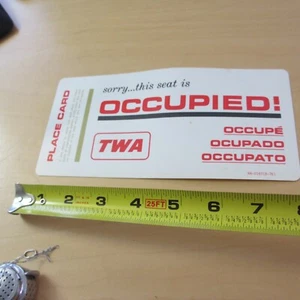 PLACE CARD
sorry...this seat is
OCCUPIED!
OCCUPÉ
OCUPADO
OCCUPATO
TWA
1 2 3 4 5 6 7 8
25FT